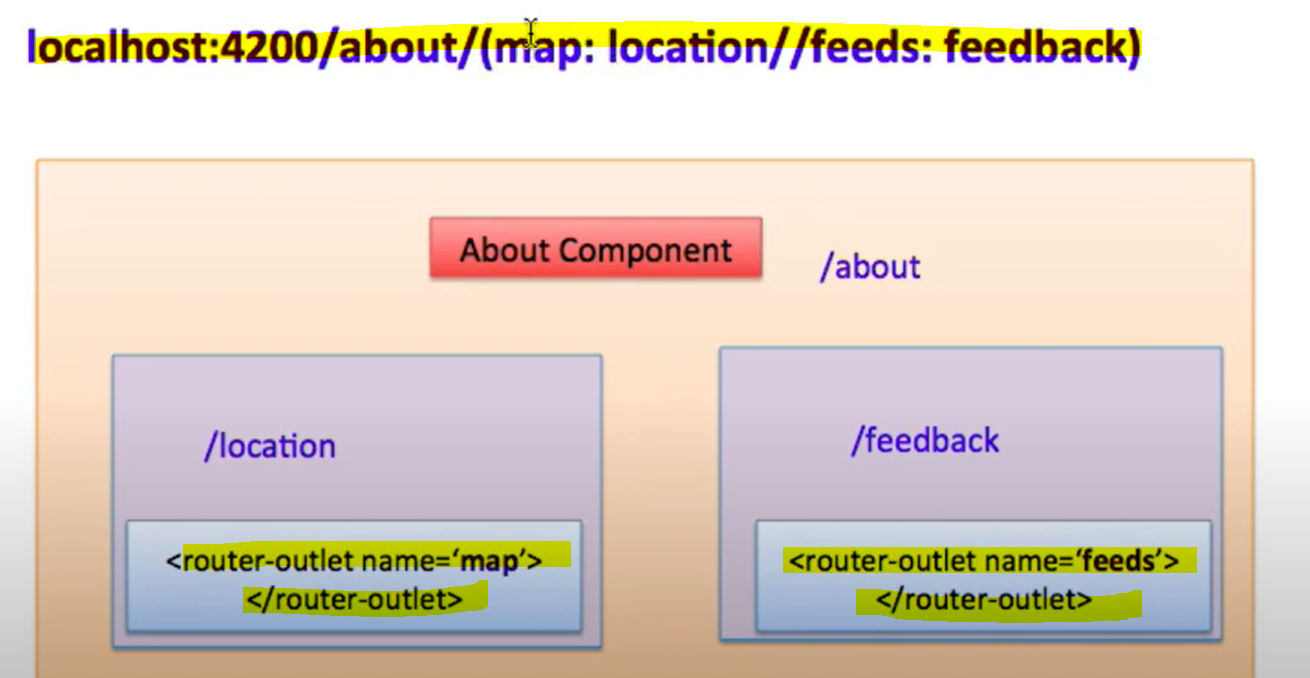 localhost:4200/about/(map: location//feeds: feedback)
About Component
/about
/location
/feedback
<router-outlet name=‘map’>
</router-outlet>
<router-outlet name=‘feeds’>
</router-outlet>